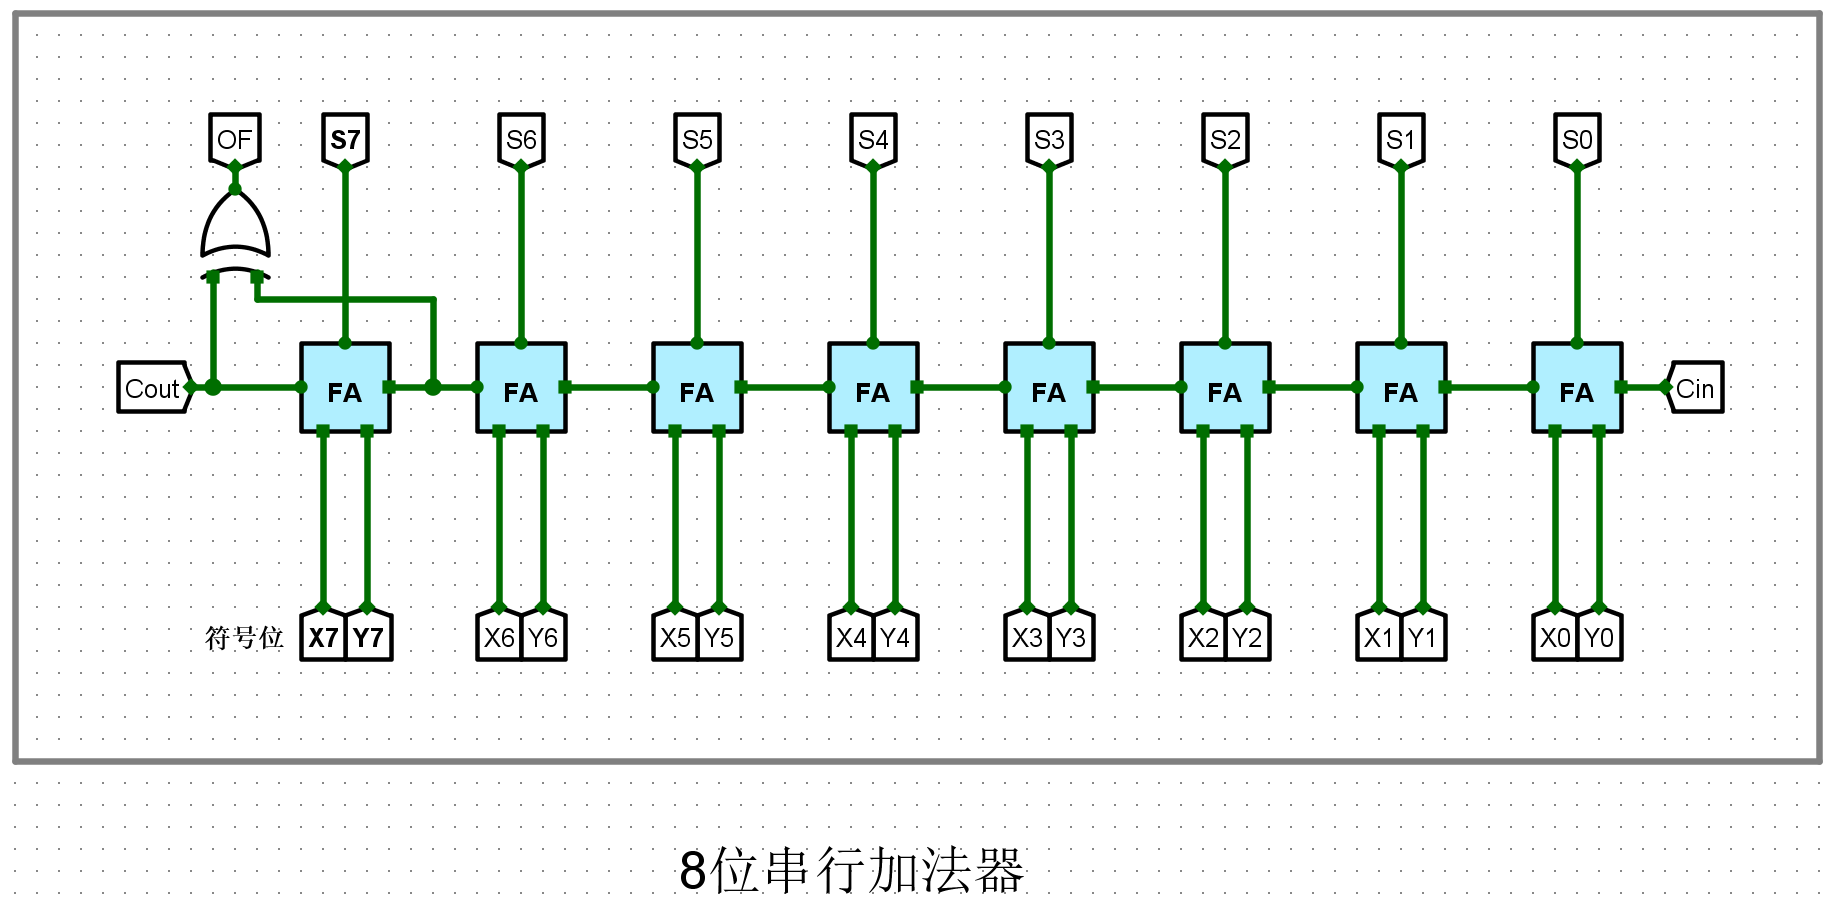 OF S7 S6 S5 S4 S3 S2 S1 S0
Cout FA FA FA FA FA FA FA FA Cin
符号位 X7 Y7 X6 Y6 X5 Y5 X4 Y4 X3 Y3 X2 Y2 X1 Y1 X0 Y0
8位串行加法器